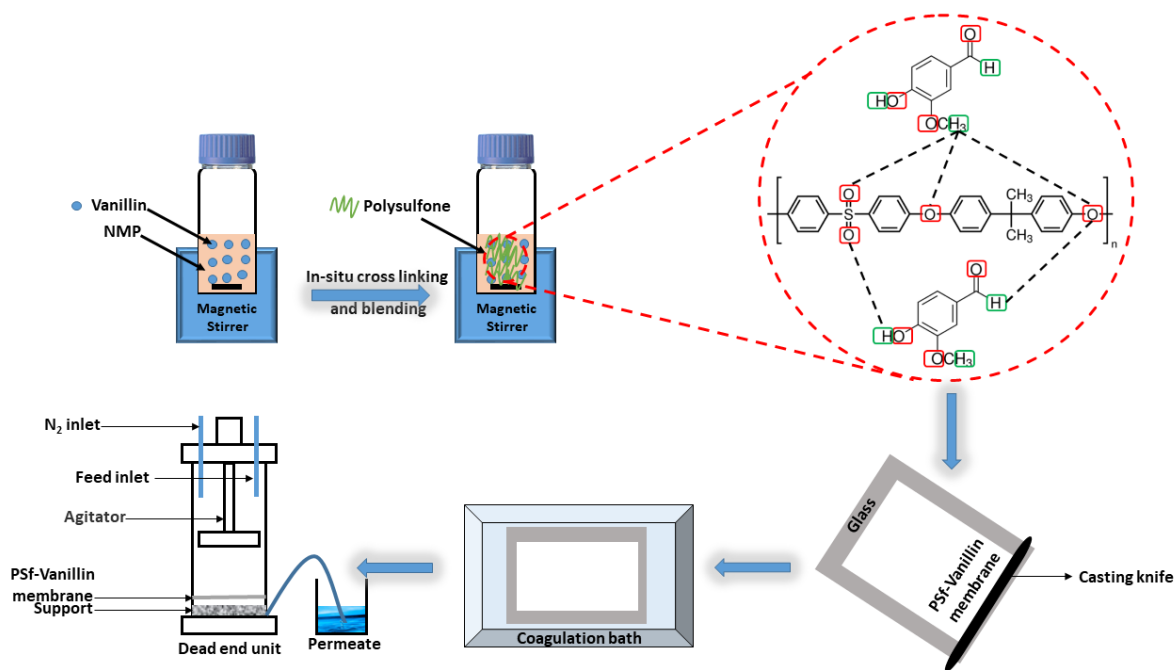 Vanillin
NMP
Magnetic
Stirrer
In-situ cross linking
and blending
Polysulfone
Magnetic
Stirrer
O
H
HO
OCH3
O
S
O
O
CH3
CH3
O
n
O
H
HO
OCH3
Glass
PSf-Vanillin
membrane
Casting knife
Coagulation bath
N2 inlet
Feed inlet
Agitator
PSf-Vanillin
membrane
Support
Dead end unit
Permeate